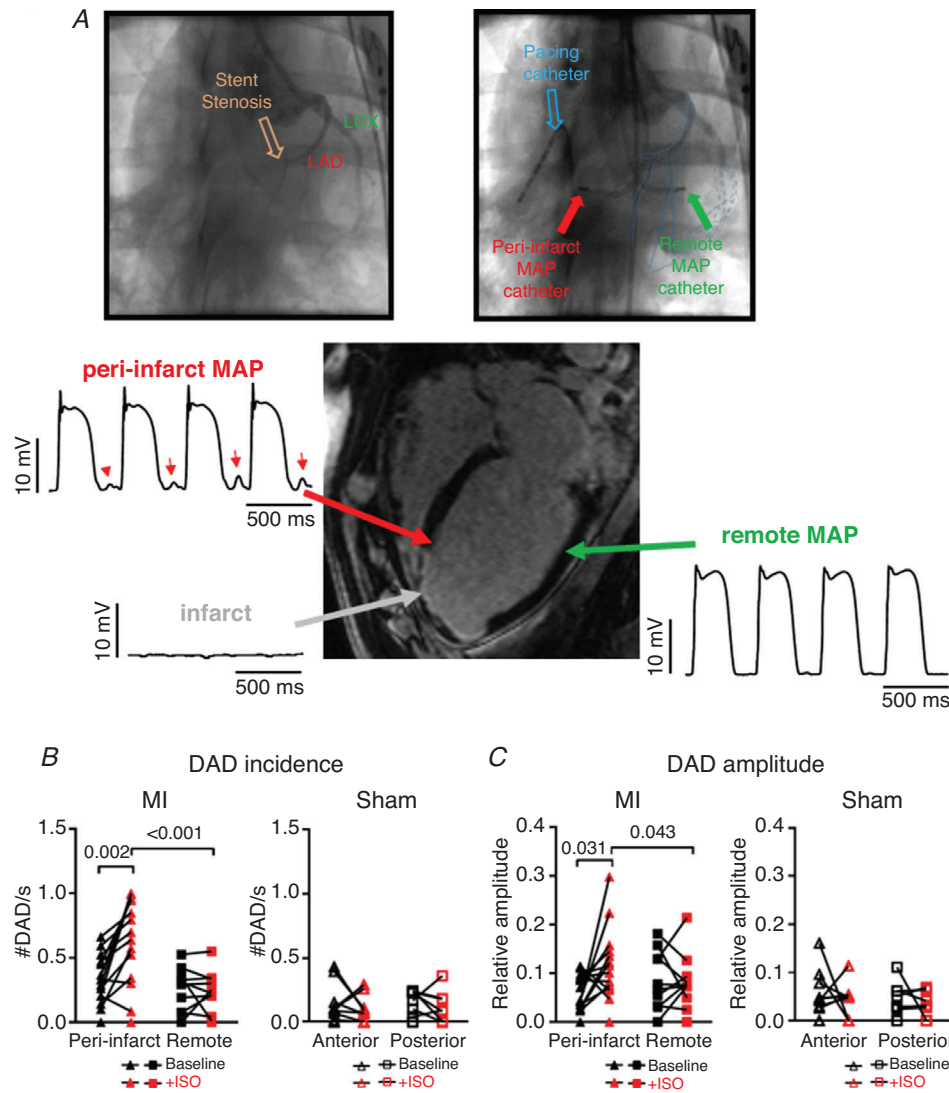 A
Stent
Stenosis
LCX
LAD
Pacing
catheter
Peri-infarct
MAP
catheter
Remote
MAP
catheter
peri-infarct MAP
10 mV
500 ms
remote MAP
10 mV
500 ms
infarct
10 mV
500 ms
B
DAD incidence
MI
Sham
#DAD/s
1.5
1.0
0.5
0.0
0.002
<0.001
Peri-infarct Remote
Baseline
+ISO
#DAD/s
1.5
1.0
0.5
0.0
Anterior Posterior
Baseline
+ISO
C
DAD amplitude
MI
Sham
Relative amplitude
0.4
0.3
0.2
0.1
0.0
0.031
0.043
Peri-infarct Remote
Baseline
+ISO
Relative amplitude
0.4
0.3
0.2
0.1
0.0
Anterior Posterior
Baseline
+ISO